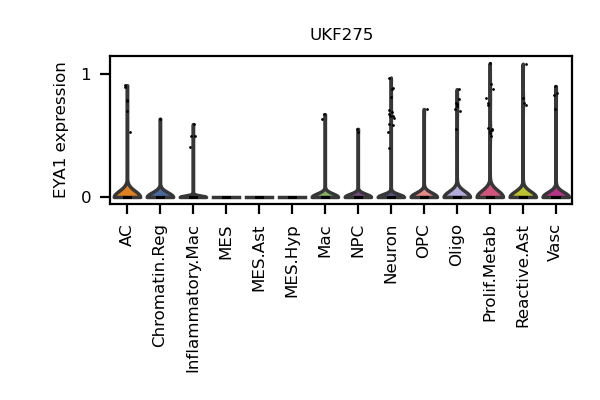 UKF275
EYA1 expression
1
0
AC
Chromatin.Reg
Inflammatory.Mac
MES
MES.Ast
MES.Hyp
Mac
NPC
Neuron
OPC
Oligo
Prolif.Metab
Reactive.Ast
Vasc